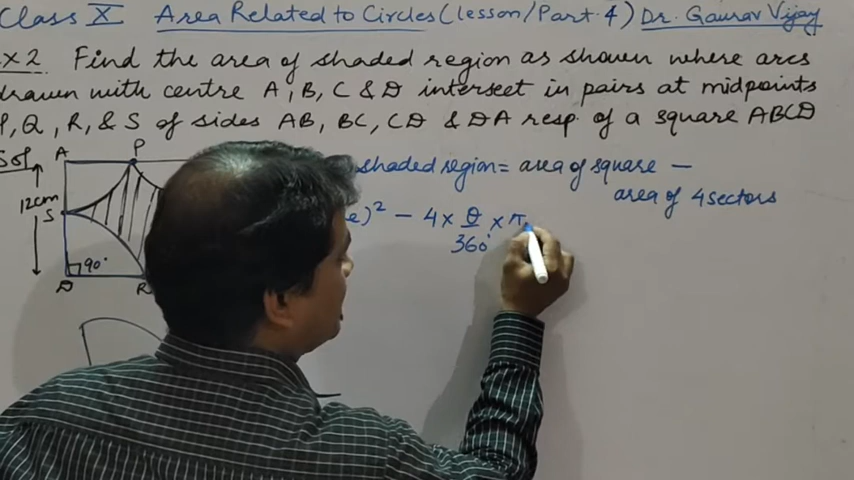 Class X Area Related to Circles (lesson/Part 4) Dr. Gaurav Vijay
x 2 Find the area of shaded region as shown where arcs
drawn with centre A, B, C & D intersect in pairs at midpoints
P, Q, R, & S of sides AB, BC, CD & DA resp. of a square ABCD
Sol
A P
12cm
S
90°
D R
shaded region = area of square —
area of 4 sectors
e)² − 4 × θ/360° × π